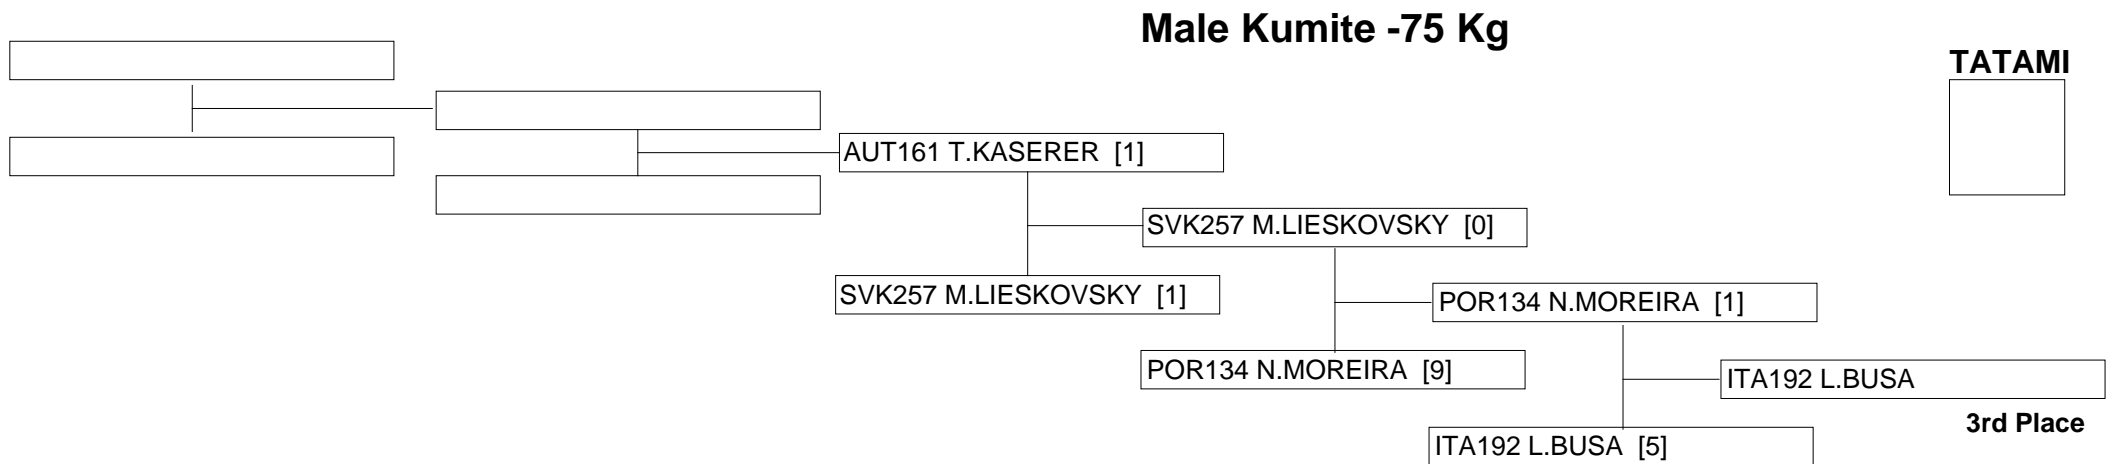 Male Kumite -75 Kg
TATAMI
AUT161 T.KASERER [1]
SVK257 M.LIESKOVSKY [0]
SVK257 M.LIESKOVSKY [1]
POR134 N.MOREIRA [1]
POR134 N.MOREIRA [9]
ITA192 L.BUSA
3rd Place
ITA192 L.BUSA [5]